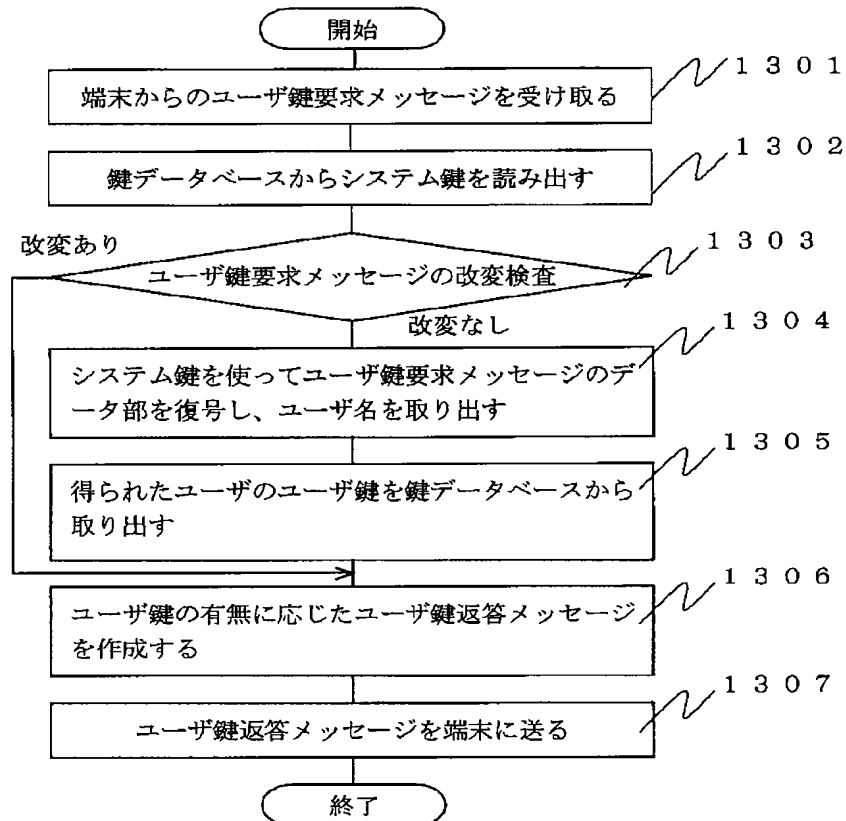 開始
端末からのユーザ鍵要求メッセージを受け取る
１３０１
鍵データベースからシステム鍵を読み出す
１３０２
改変あり
ユーザ鍵要求メッセージの改変検査
１３０３
改変なし
システム鍵を使ってユーザ鍵要求メッセージのデ
ータ部を復号し、ユーザ名を取り出す
１３０４
得られたユーザのユーザ鍵を鍵データベースから
取り出す
１３０５
ユーザ鍵の有無に応じたユーザ鍵返答メッセージ
を作成する
１３０６
ユーザ鍵返答メッセージを端末に送る
１３０７
終了